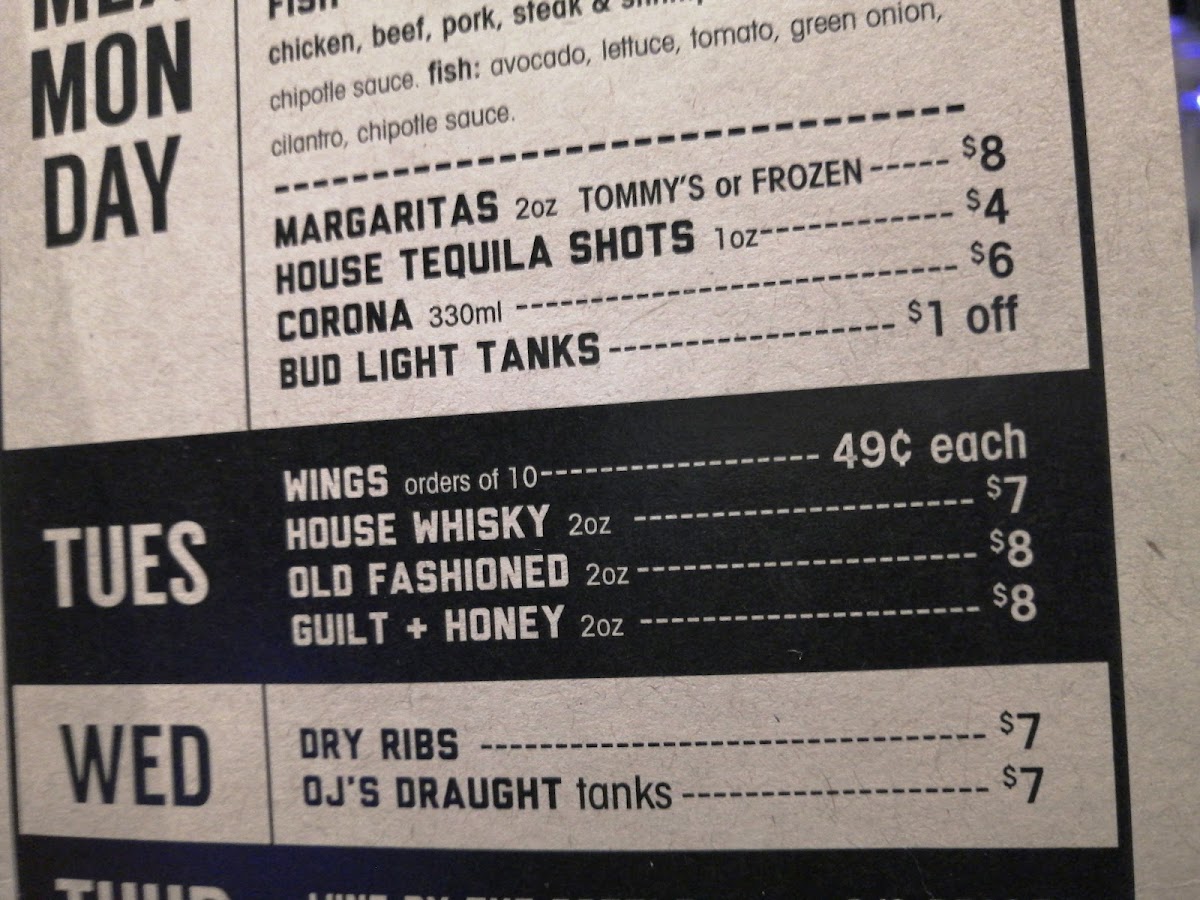 MON
DAY
chicken, beef, pork, steak &
chipotle sauce. fish: avocado, lettuce, tomato, green onion,
cilantro, chipotle sauce.
MARGARITAS 2oz TOMMY'S or FROZEN ----- $8
HOUSE TEQUILA SHOTS 1oz ------------- $4
CORONA 330ml ----------------------------- $6
BUD LIGHT TANKS ------------------- $1 off
TUES
WINGS orders of 10 ------------------- 49¢ each
HOUSE WHISKY 2oz ----------------------- $7
OLD FASHIONED 2oz ----------------------- $8
GUILT + HONEY 2oz ----------------------- $8
WED
DRY RIBS ---------------------------------- $7
OJ'S DRAUGHT tanks --------------------- $7